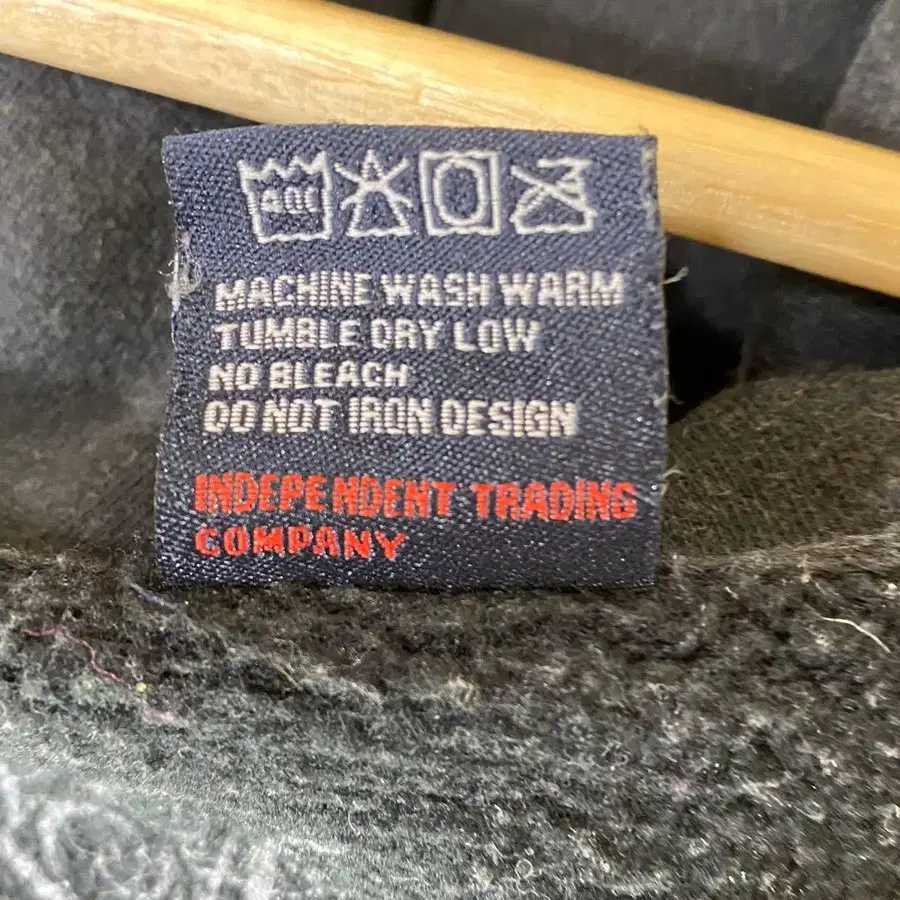 MACHINE WASH WARM
TUMBLE DRY LOW
NO BLEACH
DO NOT IRON DESIGN
INDEPENDENT TRADING
COMPANY